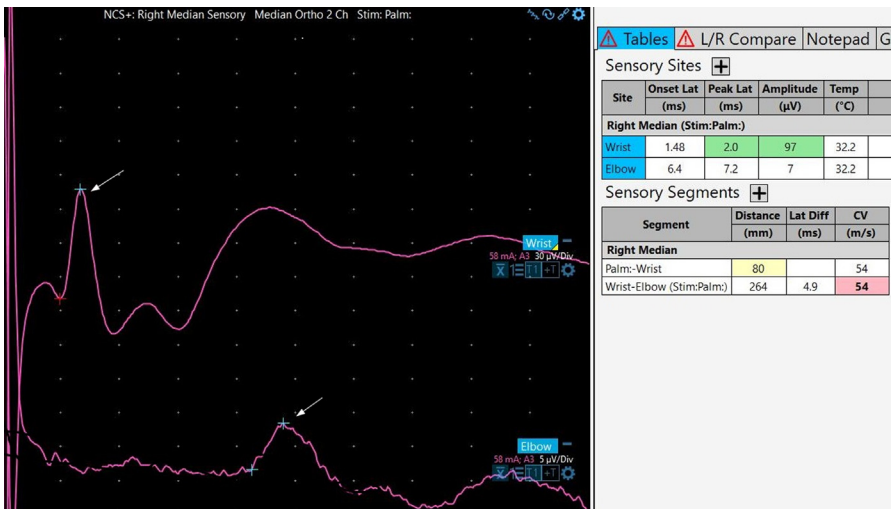 NCS+: Right Median Sensory Median Ortho 2 Ch Stim: Palm:
Wrist
58 mA; A3 30 µV/Div
X 1 T1 +T
Elbow
58 mA; A3 5 µV/Div
X 1 T1 +T
Tables L/R Compare Notepad G
Sensory Sites +
Site Onset Lat (ms) Peak Lat (ms) Amplitude (µV) Temp (°C)
Right Median (Stim:Palm:)
Wrist 1.48 2.0 97 32.2
Elbow 6.4 7.2 7 32.2
Sensory Segments +
Segment Distance (mm) Lat Diff (ms) CV (m/s)
Right Median
Palm:-Wrist 80 54
Wrist-Elbow (Stim:Palm:) 264 4.9 54